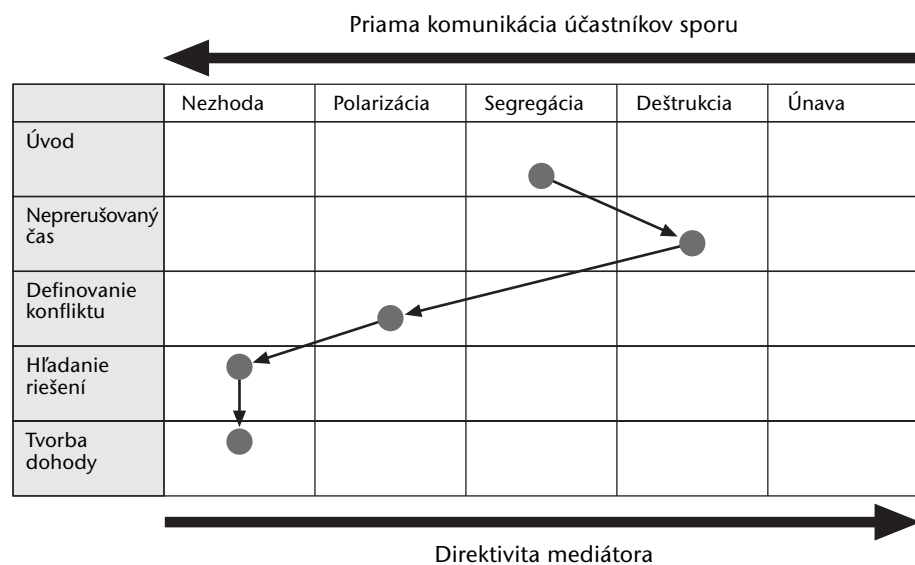 Priama komunikácia účastníkov sporu
Nezhoda Polarizácia Segregácia Deštrukcia Únava
Úvod
Neprerušovaný
čas
Definovanie
konfliktu
Hľadanie
riešení
Tvorba
dohody
Direktivita mediátora